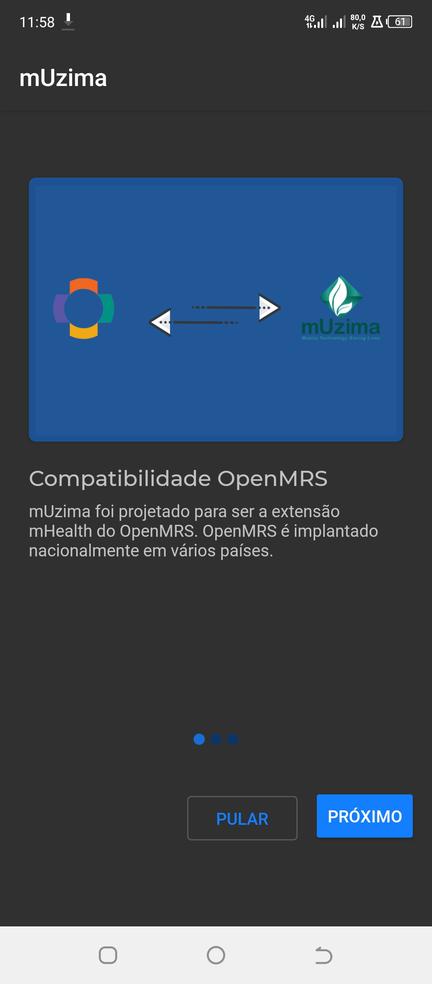 11:58
4G
80,0
K/S
61
mUzima
mUzima
Compatibilidade OpenMRS
mUzima foi projetado para ser a extensão
mHealth do OpenMRS. OpenMRS é implantado
nacionalmente em vários países.
PULAR
PRÓXIMO